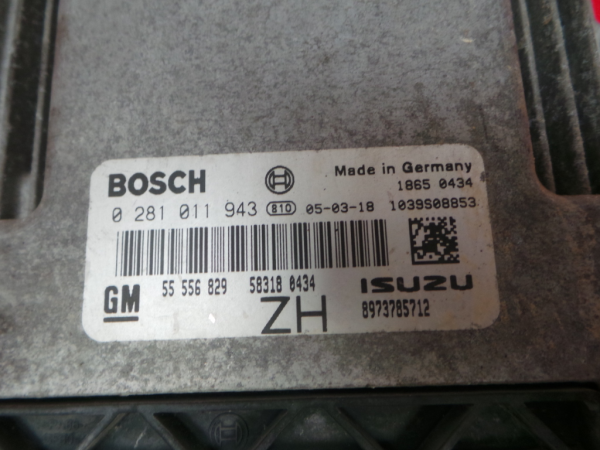 BOSCH
Made in Germany
1865 0434
0 281 011 943 810 05-03-18 1039S08853
GM 55 556 829 58318 0434 ISUZU
ZH 8973785712